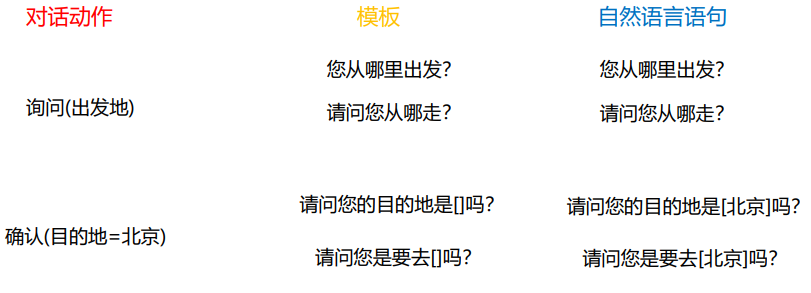 对话动作 模板 自然语言语句
您从哪里出发? 您从哪里出发?
询问(出发地) 请问您从哪走? 请问您从哪走?
请问您的目的地是[]吗? 请问您的目的地是[北京]吗?
确认(目的地=北京)
请问您是要去[]吗? 请问您是要去[北京]吗?